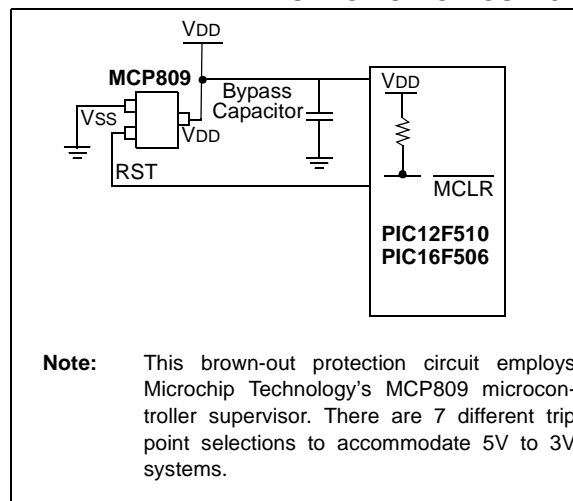 VDD
MCP809
VSS
VDD
RST
Bypass
Capacitor
VDD
MCLR
PIC12F510
PIC16F506
Note: This brown-out protection circuit employs
Microchip Technology's MCP809 microcon-
troller supervisor. There are 7 different trip
point selections to accommodate 5V to 3V
systems.